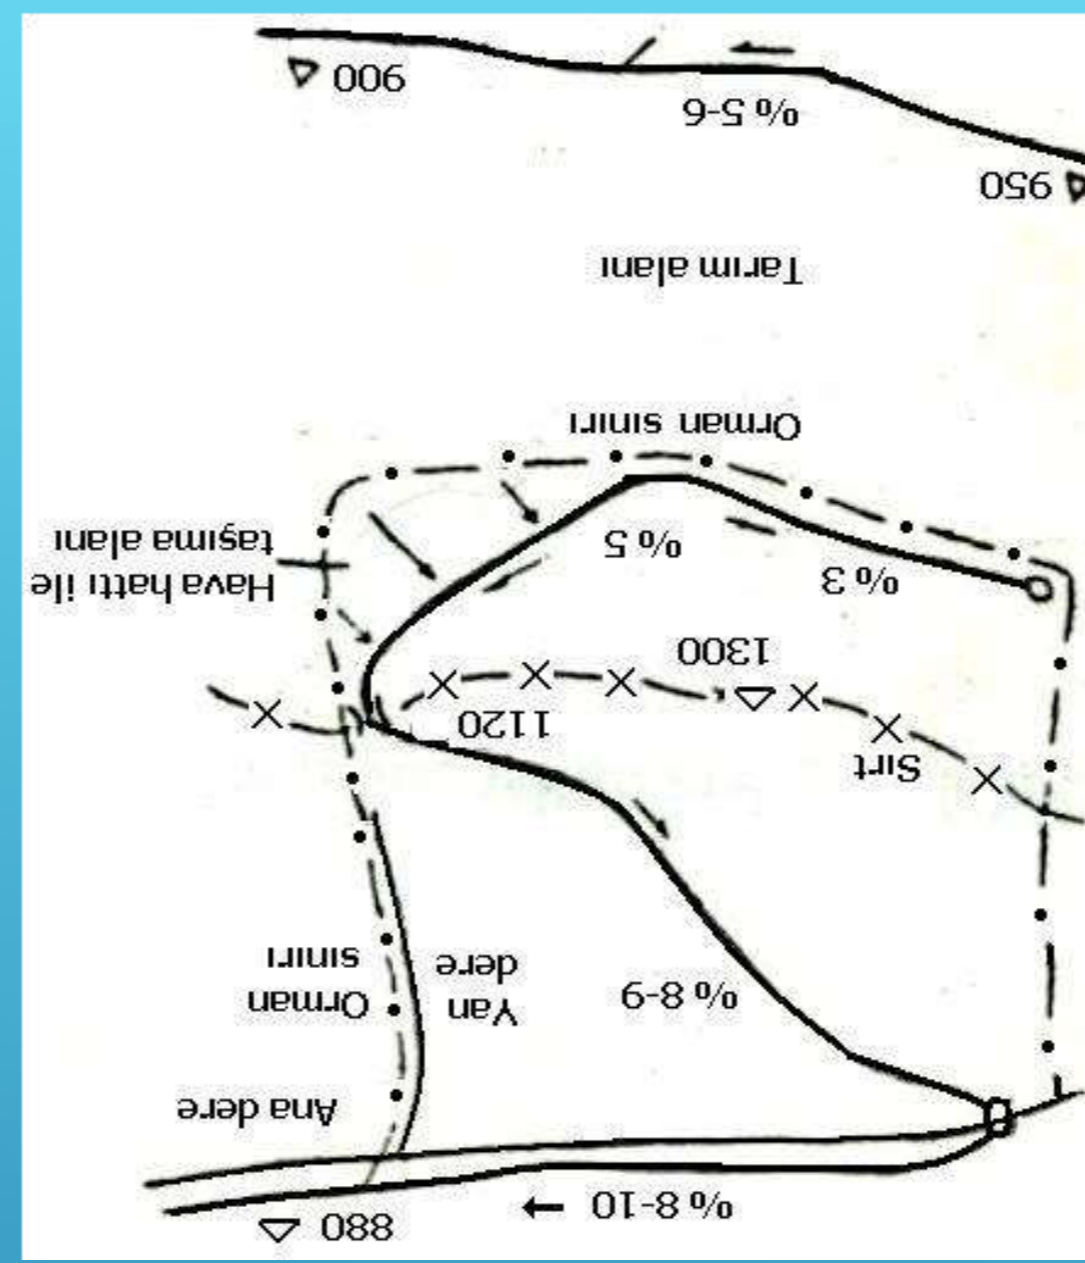 % 8-10 →
880
Ana dere
Yan
dere
Orman
sınırı
% 8-9
Sırt
1120
1300
% 3
% 5
Hava hattı ile
taşıma alanı
Orman sınırı
Tarım alanı
950
% 5-6
900